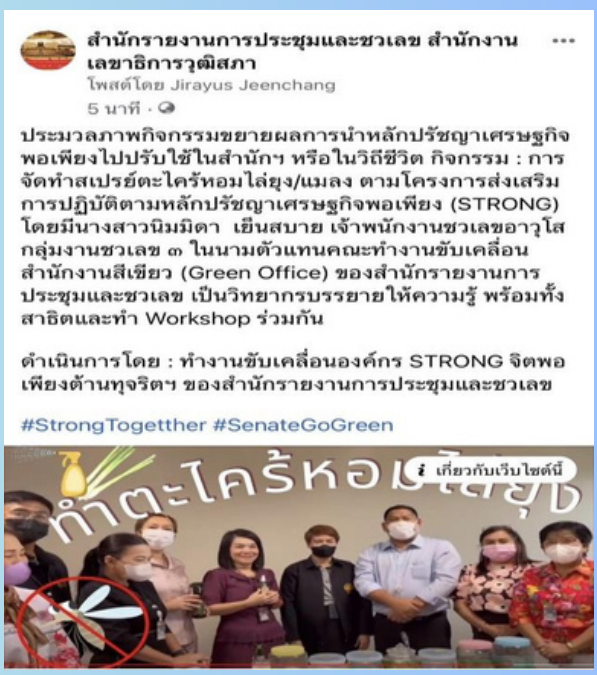 สำนักรายงานการประชุมและชวเลข สำนักงาน
เลขาธิการวุฒิสภา
โพสต์โดย Jirayus Jeenchang
5 นาที ·
ประมวลภาพกิจกรรมขยายผลการนำหลักปรัชญาเศรษฐกิจ
พอเพียงไปปรับใช้ในสำนักฯ หรือในวิถีชีวิต กิจกรรม : การ
จัดทำสเปรย์ตะไคร้หอมไล่ยุง/แมลง ตามโครงการส่งเสริม
การปฏิบัติตามหลักปรัชญาเศรษฐกิจพอเพียง (STRONG)
โดยมีนางสาวนิมมิดา เย็นสบาย เจ้าพนักงานชวเลขอาวุโส
กลุ่มงานชวเลข ๓ ในนามตัวแทนคณะทำงานขับเคลื่อน
สำนักงานสีเขียว (Green Office) ของสำนักรายงานการ
ประชุมและชวเลข เป็นวิทยากรบรรยายให้ความรู้ พร้อมทั้ง
สาธิตและทำ Workshop ร่วมกัน
ดำเนินการโดย : ทำงานขับเคลื่อนองค์กร STRONG จิตพอ
เพียงต้านทุจริตฯ ของสำนักรายงานการประชุมและชวเลข
#StrongTogetther #SenateGoGreen
เกี่ยวกับเว็บไซต์นี้
ทำตะไคร้หอมไล่ยุง